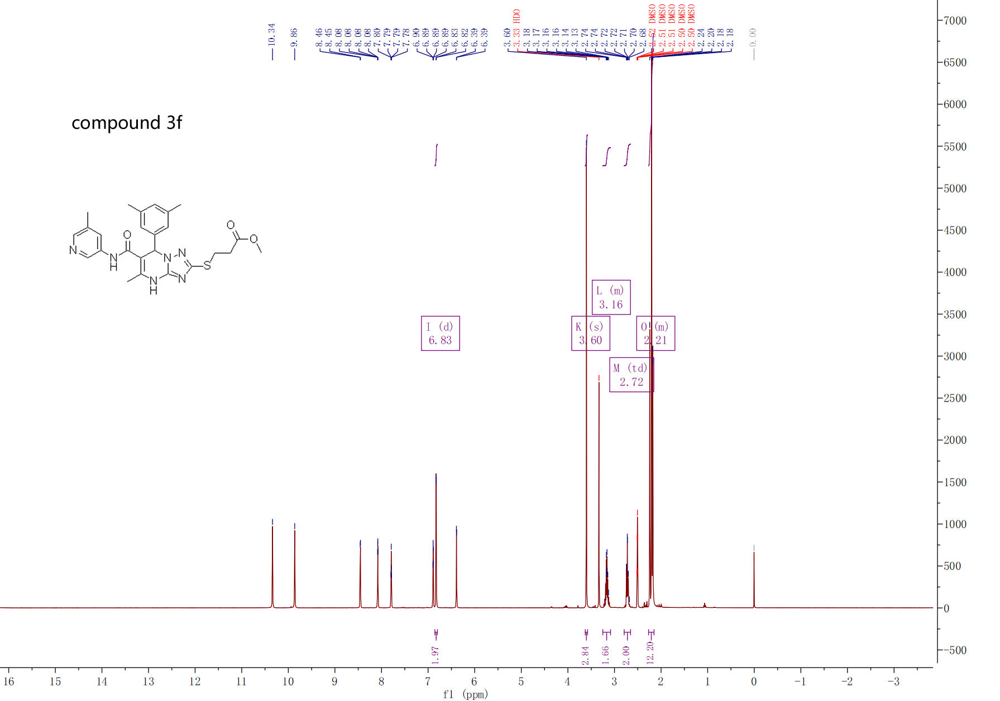 10.34
9.86
8.46
8.45
8.08
8.08
8.08
8.08
7.80
7.79
7.79
7.78
6.90
6.89
6.89
6.89
6.83
6.82
6.39
6.39
3.60
3.33 HDO
3.18
3.17
3.16
3.16
3.14
3.13
2.74
2.74
2.72
2.72
2.71
2.70
2.68
2.52 DMSO
2.51 DMSO
2.51 DMSO
2.50 DMSO
2.50 DMSO
2.24
2.20
2.18
2.18
0.00
compound 3f
O
N
N
H
N
H
N
N
N
S
O
O
L (m)
3.16
I (d)
6.83
K (s)
3.60
O (m)
2.21
M (td)
2.72
7000
6500
6000
5500
5000
4500
4000
3500
3000
2500
2000
1500
1000
500
0
-500
1.97
2.84
1.66
2.00
12.20
16 15 14 13 12 11 10 9 8 7 6 5 4 3 2 1 0 -1 -2 -3
f1 (ppm)